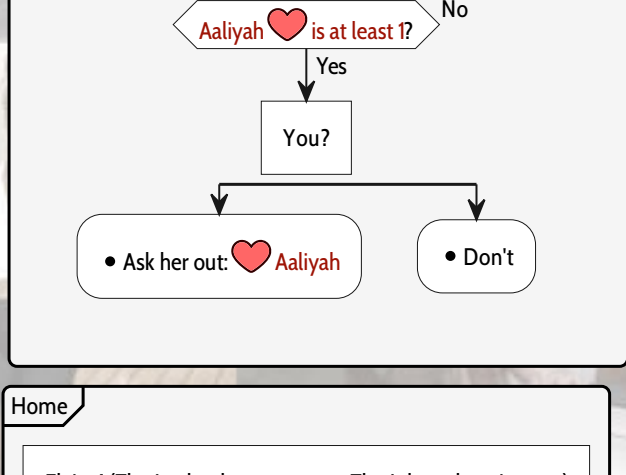 No
Aaliyah is at least 1?
Yes
You?
• Ask her out: Aaliyah
• Don't
Home